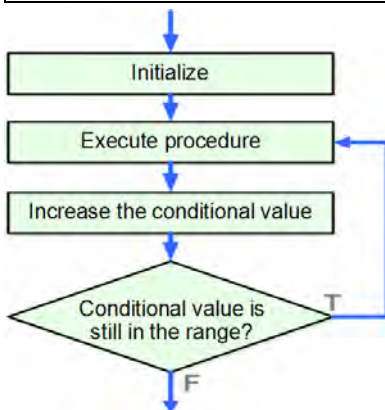 Initialize
Execute procedure
Increase the conditional value
Conditional value is
still in the range?
T
F